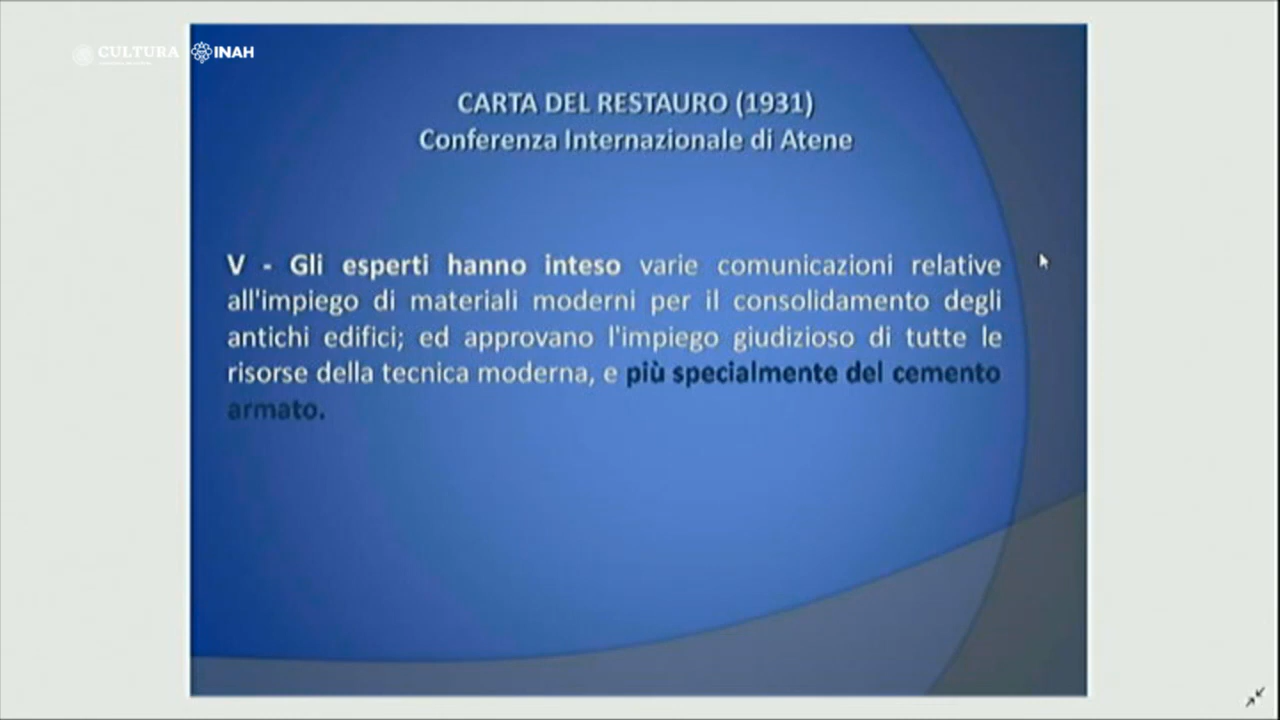 CULTURA INAH
CARTA DEL RESTAURO (1931)
Conferenza Internazionale di Atene
V - Gli esperti hanno inteso varie comunicazioni relative
all'impiego di materiali moderni per il consolidamento degli
antichi edifici; ed approvano l'impiego giudizioso di tutte le
risorse della tecnica moderna, e più specialmente del cemento
armato.